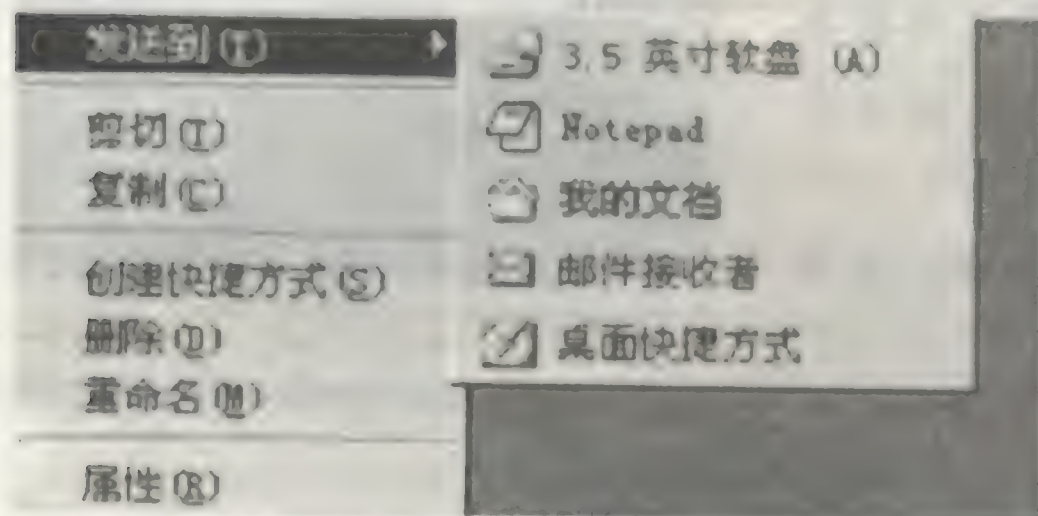 发送到(T)
剪切(T)
复制(C)
创建快捷方式(S)
删除(D)
重命名(M)
属性(R)
3.5 英寸软盘 (A)
Notepad
我的文档
邮件接收者
桌面快捷方式